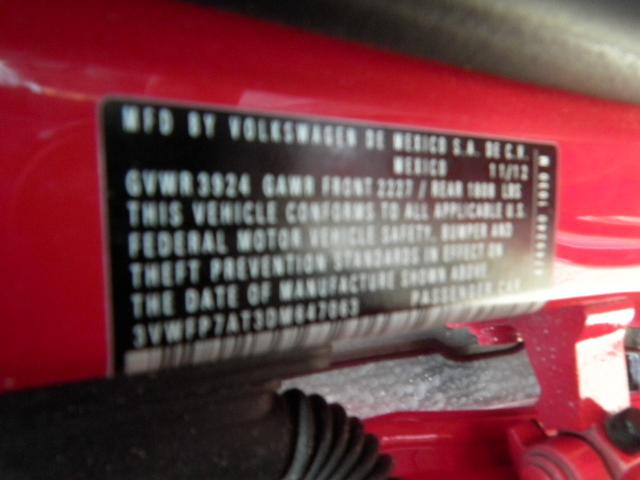 MFD BY VOLKSWAGEN DE MEXICO S.A. DE C.V.
MEXICO 11/12
GVWR 3924 GAWR FRONT 2227 / REAR LBS
THIS VEHICLE CONFORMS TO ALL APPLICABLE U.S.
FEDERAL MOTOR VEHICLE SAFETY, BUMPER AND
THEFT PREVENTION STANDARDS IN EFFECT ON
THE DATE OF MANUFACTURE SHOWN ABOVE
3VWFP7AT3DM647063 PASSENGER CAR